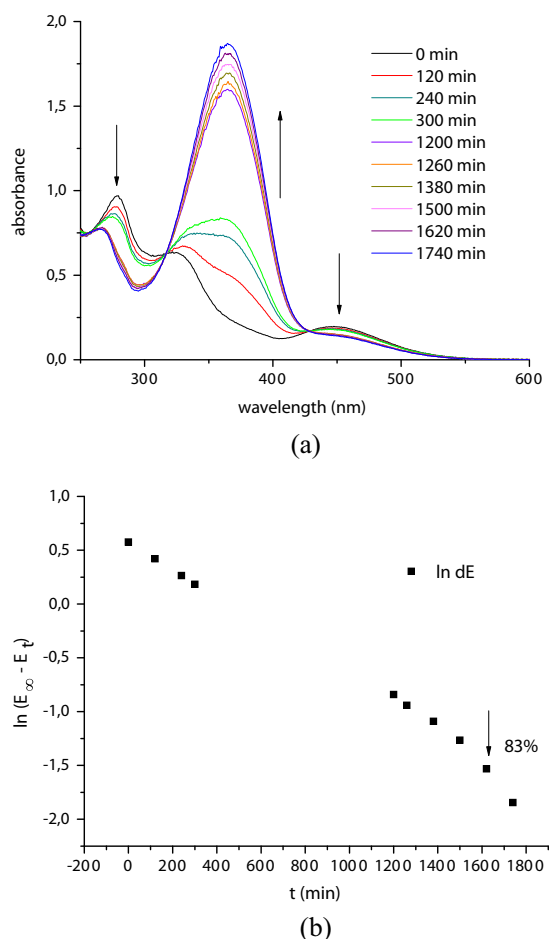 absorbance
2,0
1,5
1,0
0,5
0,0
300
400
500
600
wavelength (nm)
0 min
120 min
240 min
300 min
1200 min
1260 min
1380 min
1500 min
1620 min
1740 min
(a)
ln (E∞ - Et)
1,0
0,5
0,0
-0,5
-1,0
-1,5
-2,0
ln dE
83%
-200 0 200 400 600 800 1000 1200 1400 1600 1800
t (min)
(b)